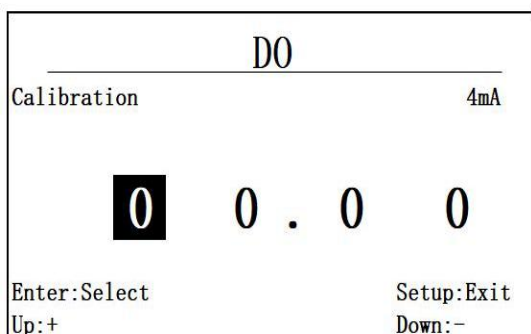 DO
Calibration 4mA
0 0 . 0 0
Enter:Select Setup:Exit
Up:+ Down:-